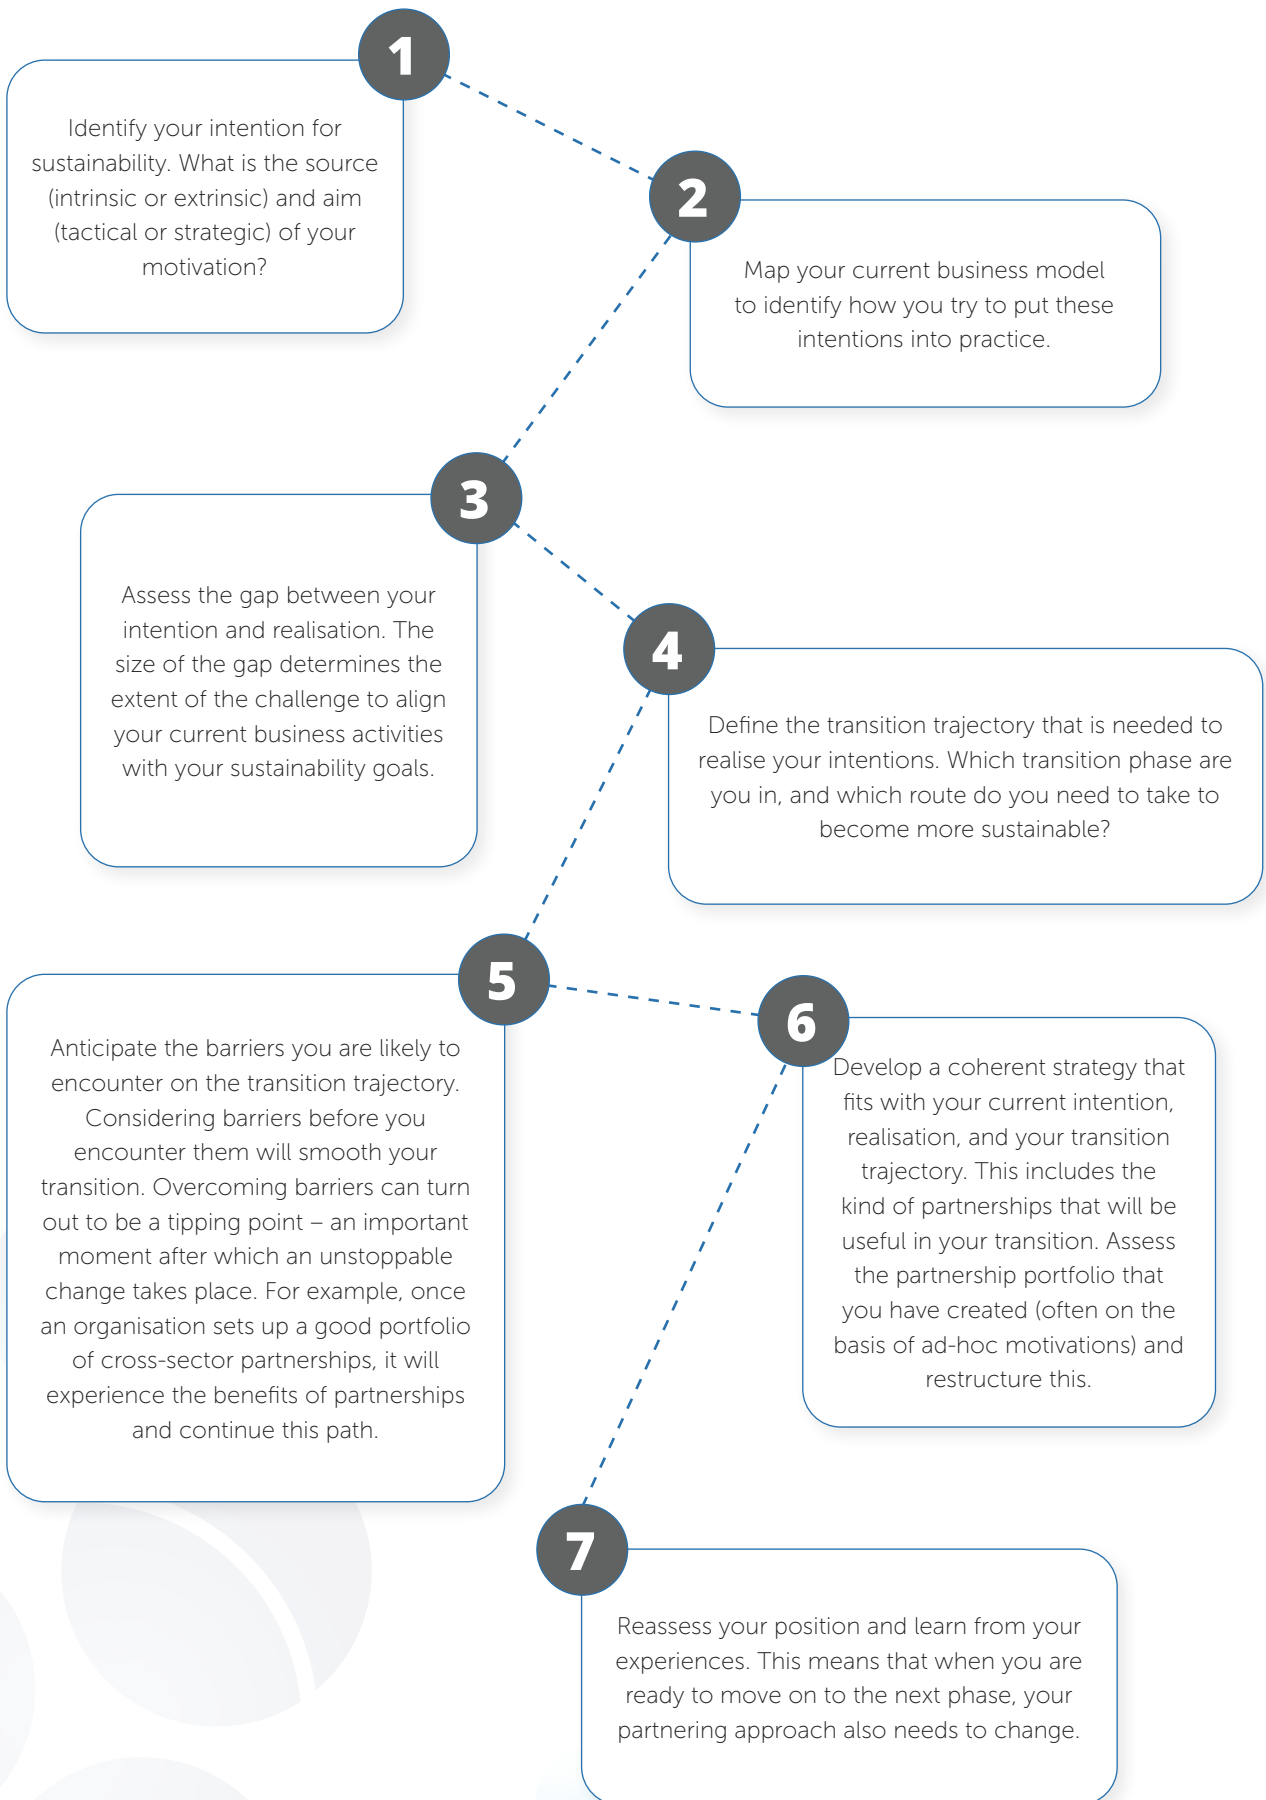 1
Identify your intention for
sustainability. What is the source
(intrinsic or extrinsic) and aim
(tactical or strategic) of your
motivation?
2
Map your current business model
to identify how you try to put these
intentions into practice.
3
Assess the gap between your
intention and realisation. The
size of the gap determines the
extent of the challenge to align
your current business activities
with your sustainability goals.
4
Define the transition trajectory that is needed to
realise your intentions. Which transition phase are
you in, and which route do you need to take to
become more sustainable?
5
Anticipate the barriers you are likely to
encounter on the transition trajectory.
Considering barriers before you
encounter them will smooth your
transition. Overcoming barriers can turn
out to be a tipping point – an important
moment after which an unstoppable
change takes place. For example, once
an organisation sets up a good portfolio
of cross-sector partnerships, it will
experience the benefits of partnerships
and continue this path.
6
Develop a coherent strategy that
fits with your current intention,
realisation, and your transition
trajectory. This includes the
kind of partnerships that will be
useful in your transition. Assess
the partnership portfolio that
you have created (often on the
basis of ad-hoc motivations) and
restructure this.
7
Reassess your position and learn from your
experiences. This means that when you are
ready to move on to the next phase, your
partnering approach also needs to change.